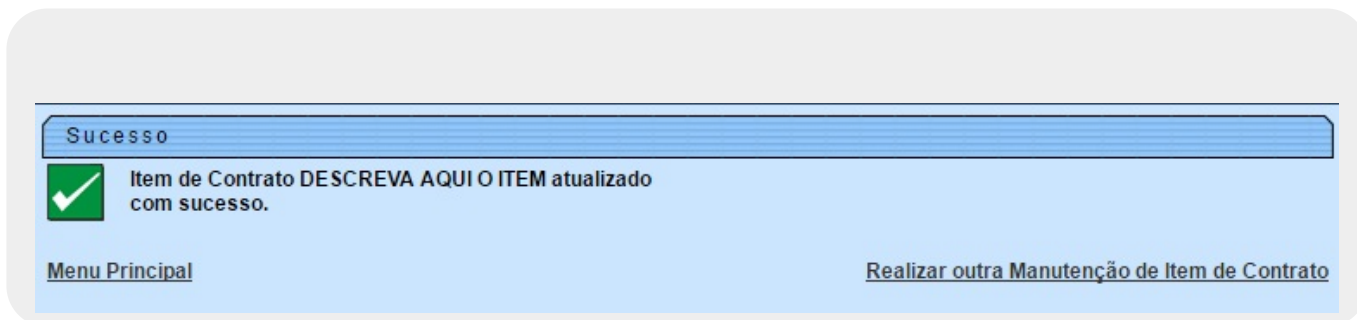 Sucesso
Item de Contrato DESCREVA AQUI O ITEM atualizado
com sucesso.
Menu Principal
Realizar outra Manutenção de Item de Contrato